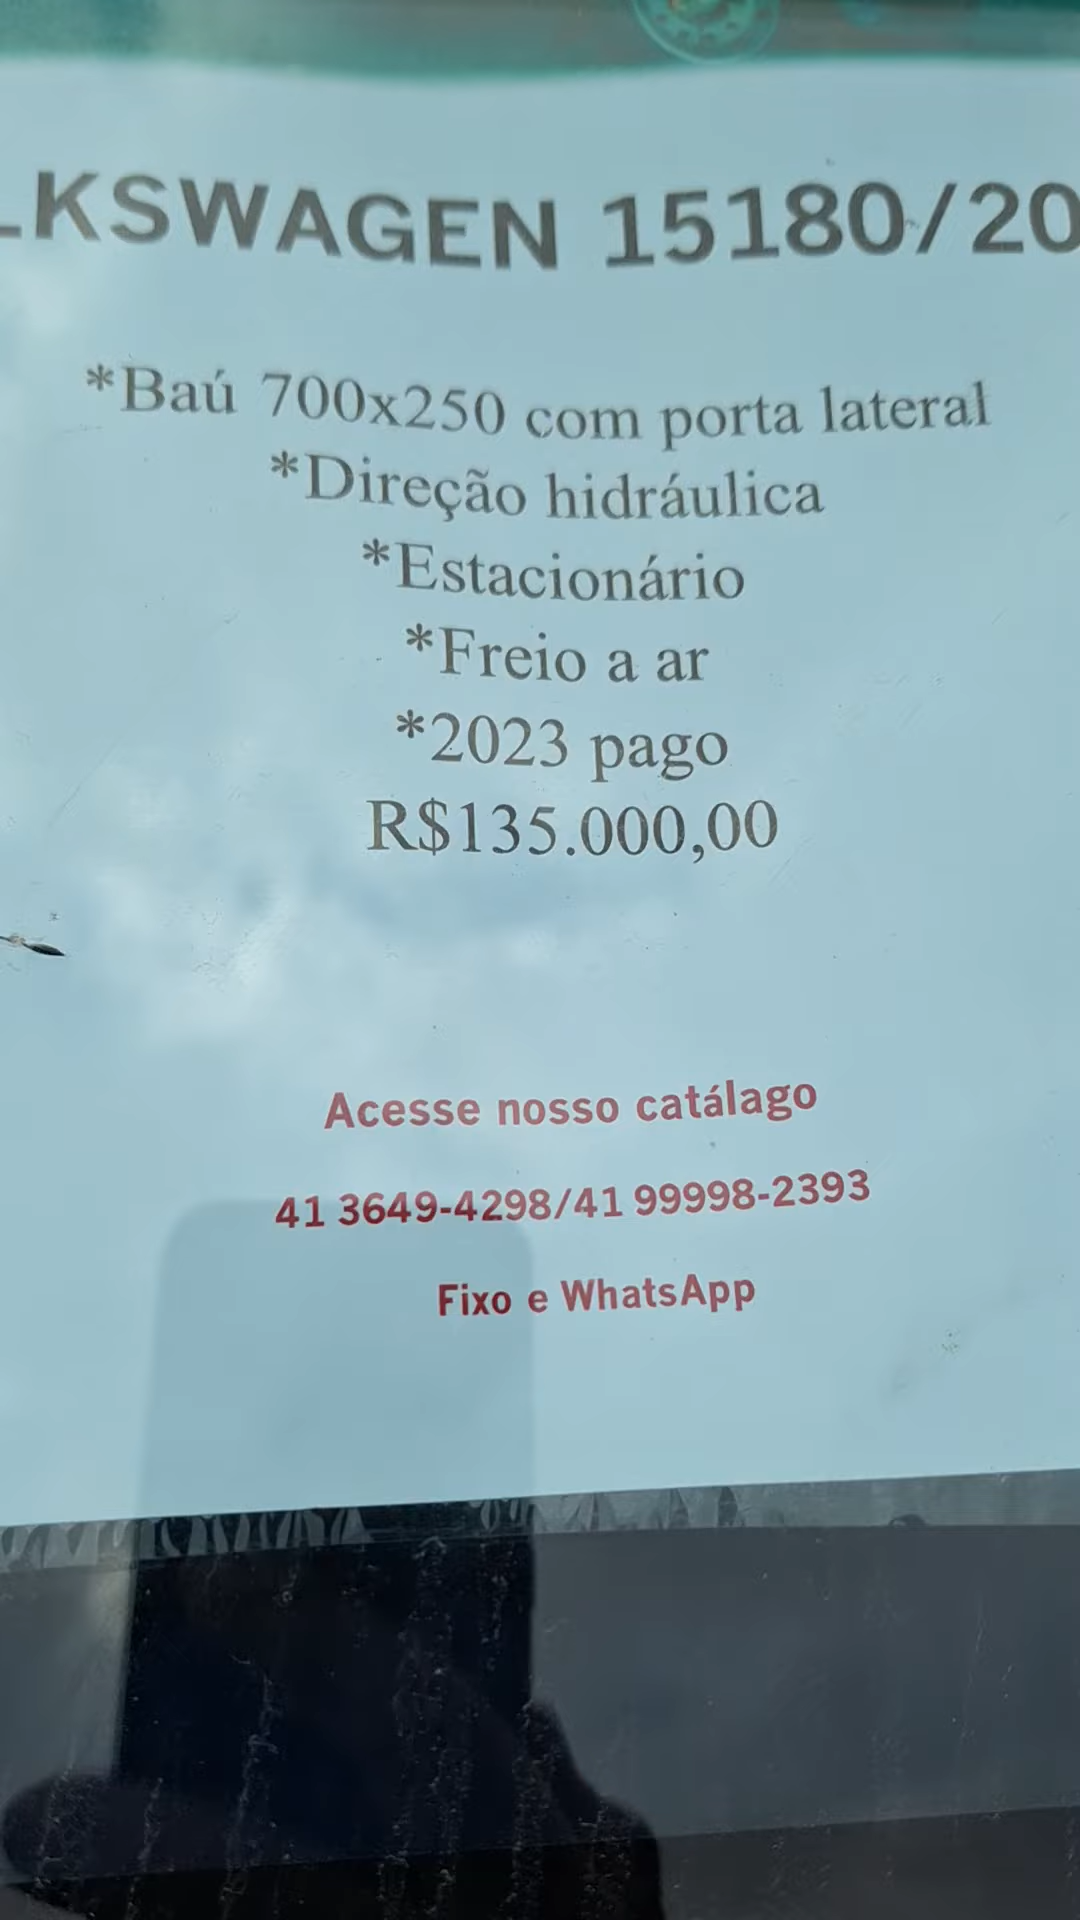 LKSWAGEN 15180/20
*Baú 700x250 com porta lateral
*Direção hidráulica
*Estacionário
*Freio a ar
*2023 pago
R$135.000,00
Acesse nosso catálago
41 3649-4298/41 99998-2393
Fixo e WhatsApp